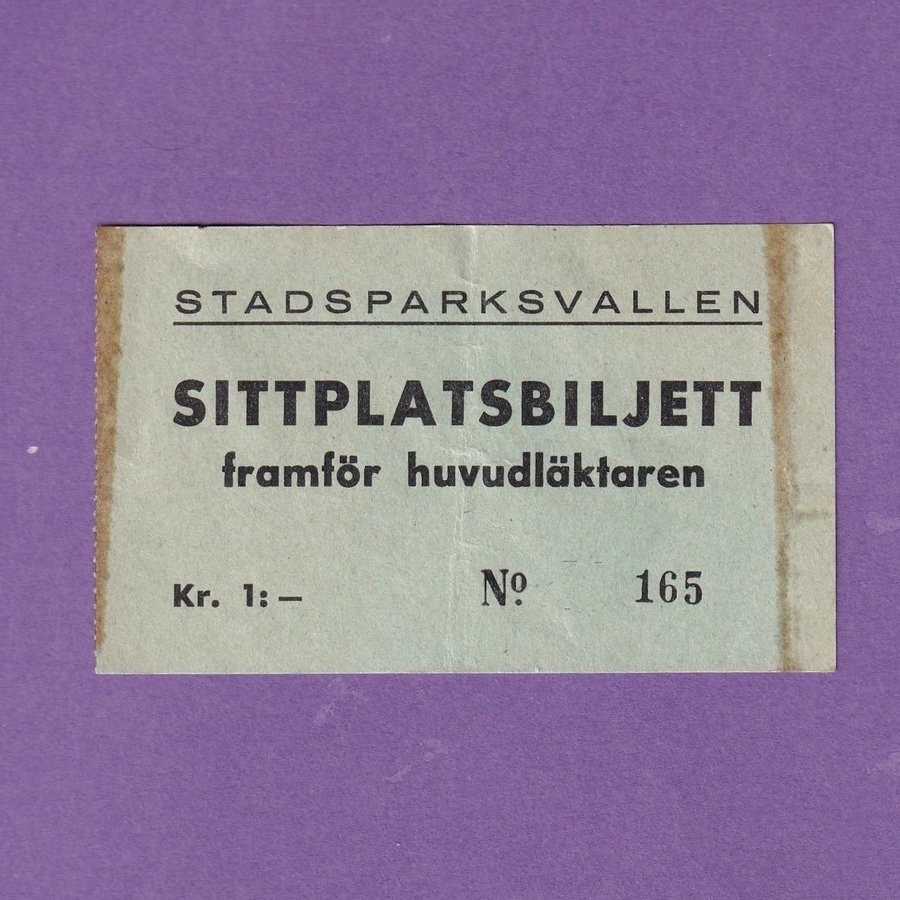 STADSPARKSVALLEN
SITTPLATSBILJETT
framför huvudläktaren
Kr. 1:— Nº 165